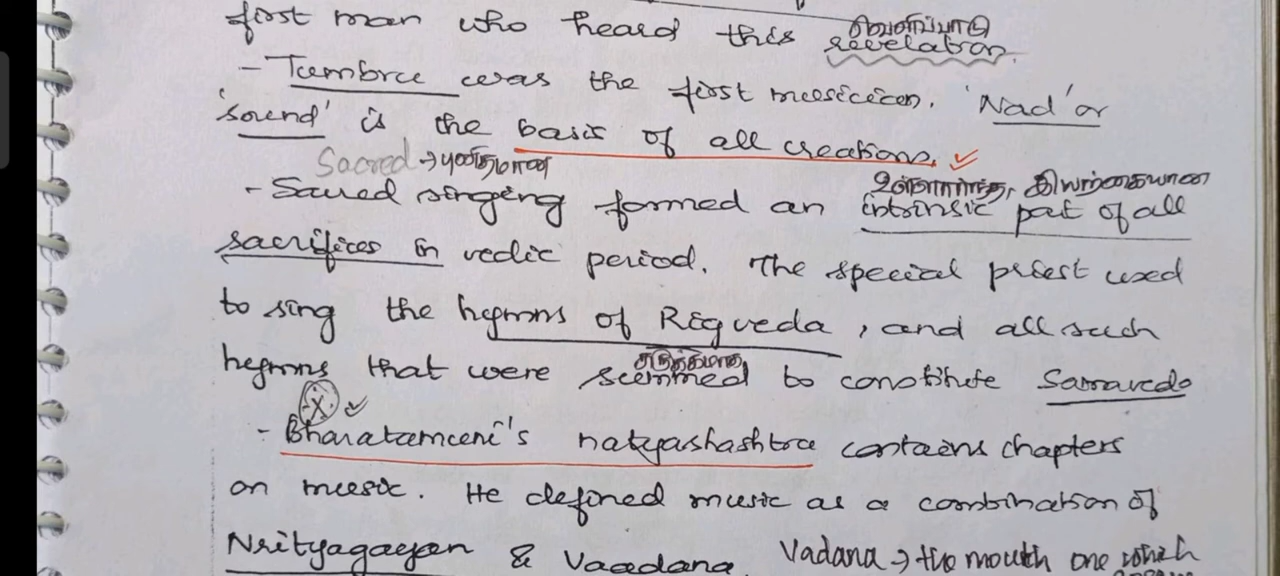 வெளிப்பாடு
first man who heard this revelation.
- Tumbru was the first musician. 'Nad' or
'sound' is the basis of all creations.
Sacred → புனிதமான
உள்ளார்ந்த, இயற்கையான
- Sacred singing formed an intrinsic part of all
sacrifices in vedic period. The special priest used
to sing the hymns of Rigveda, and all such
சுருக்கமாக
hymns that were summed to constitute Samaveda
- Bharatamuni's natyashashtra contains chapters
on music. He defined music as a combination of
Nrityagayan & Vaadana. Vadana → the mouth one which